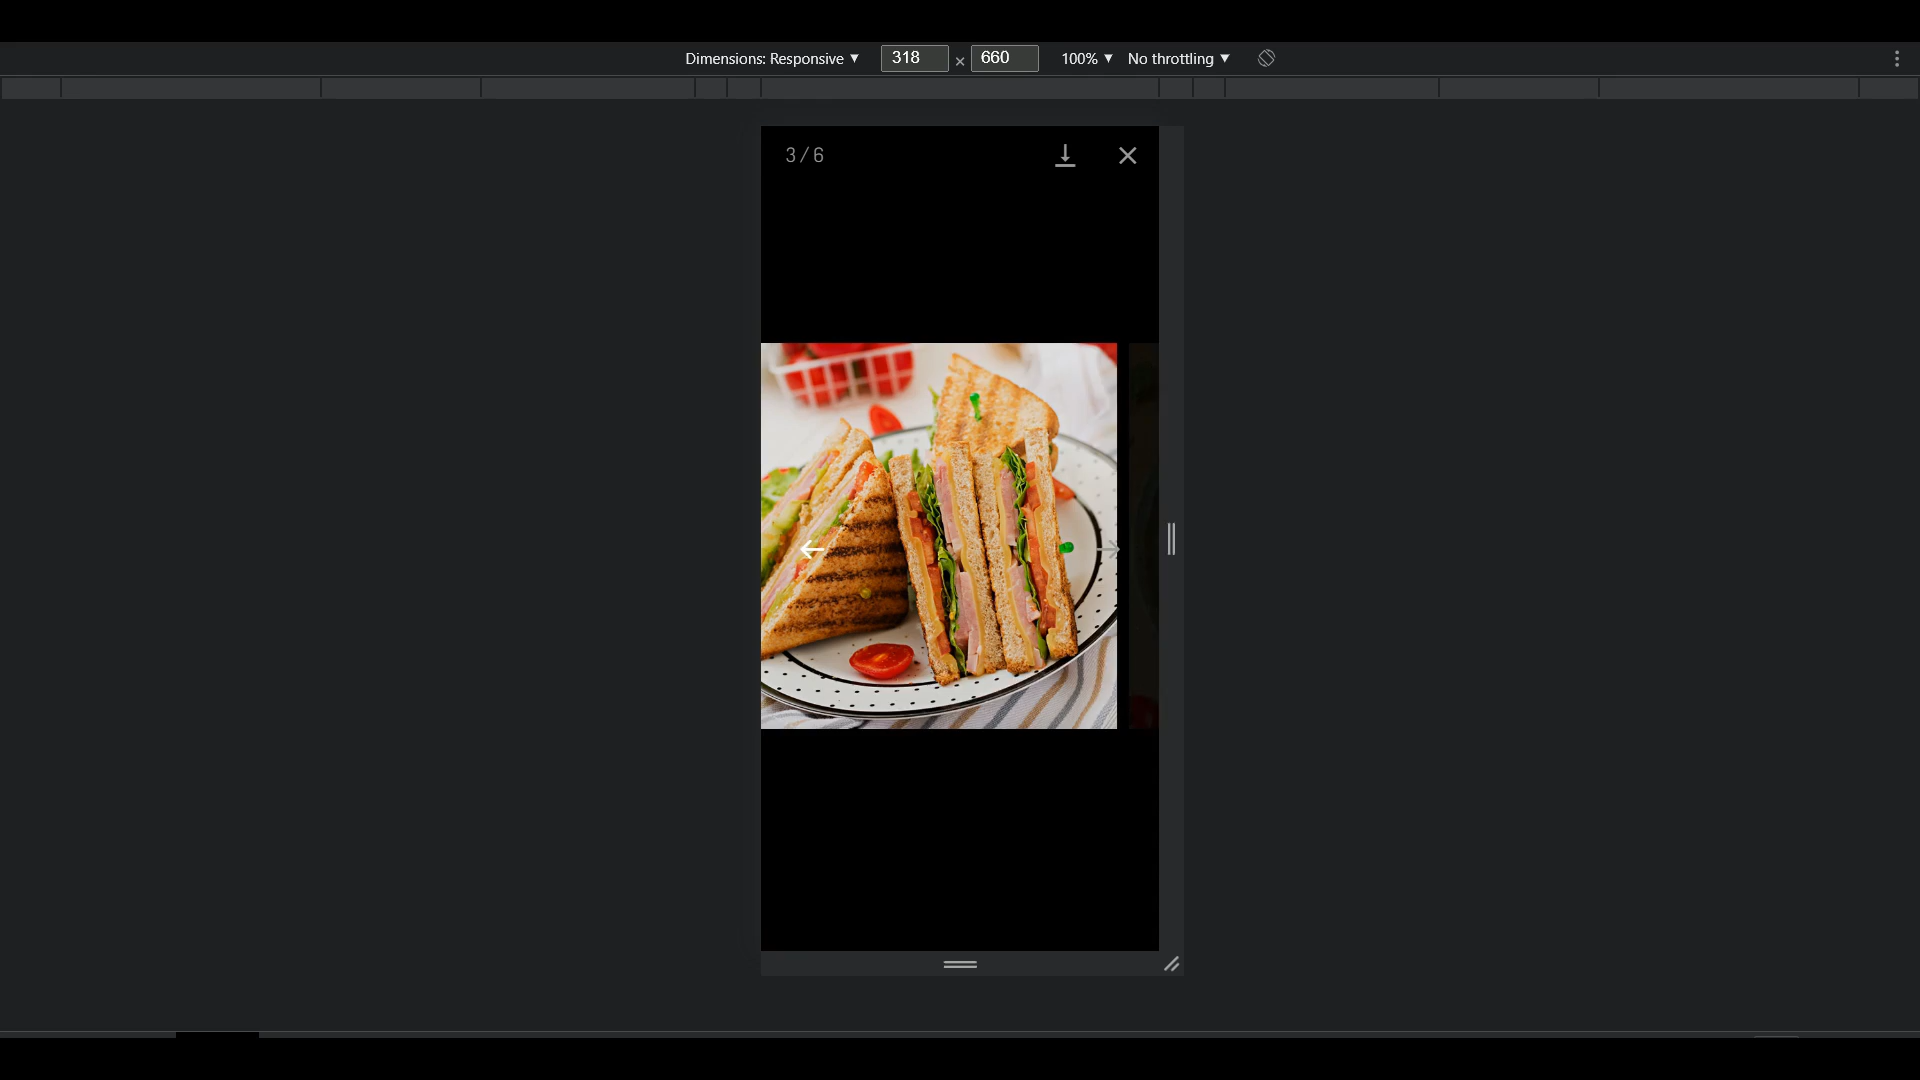 Dimensions: Responsive ▼ 318 × 660 100% ▼ No throttling ▼
3 / 6